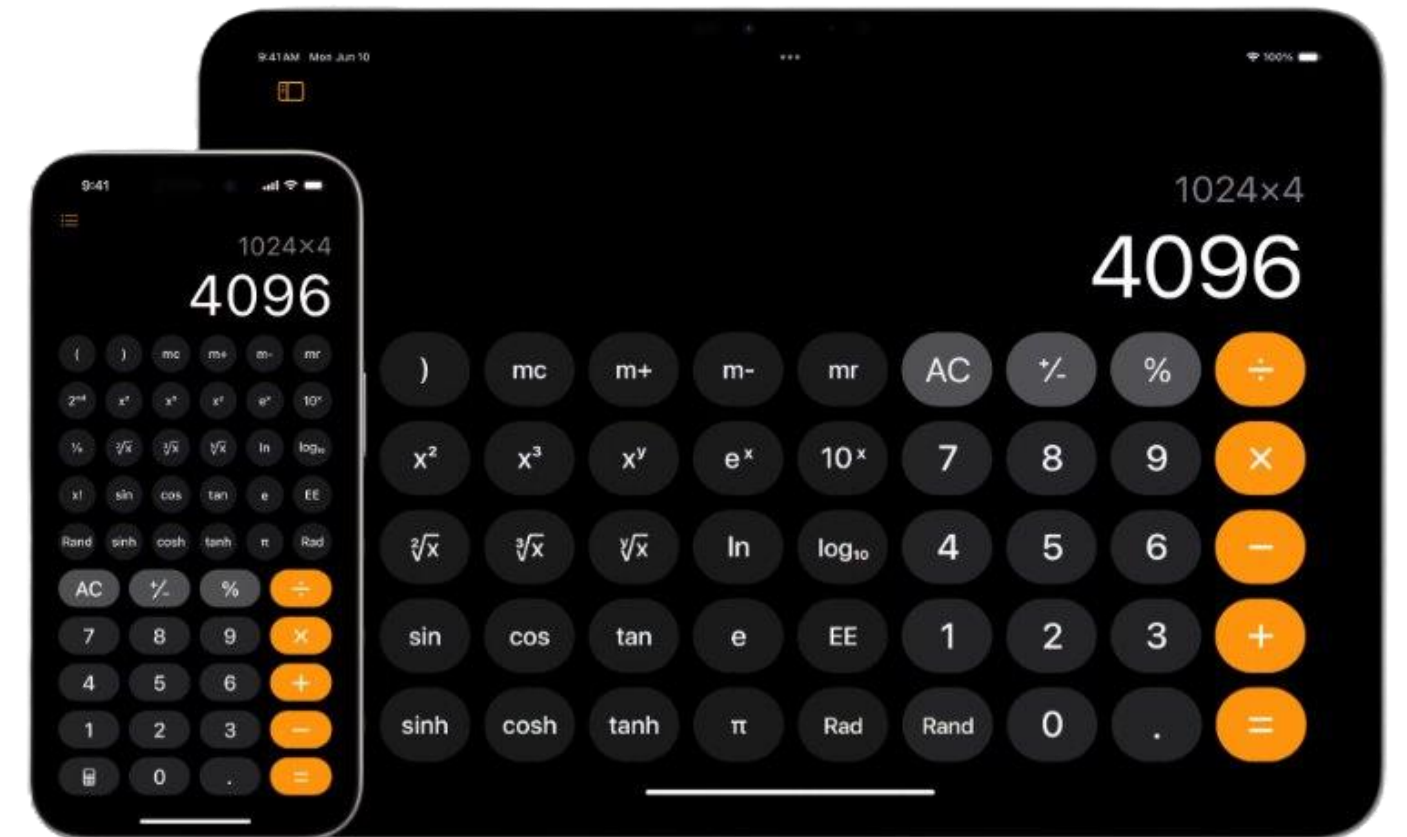 9:41 AM Mon Jun 10
100%
1024×4
4096
) mc m+ m- mr AC +/- % ÷
x² x³ xʸ eˣ 10ˣ 7 8 9 ×
²√x ³√x ʸ√x ln log₁₀ 4 5 6 −
sin cos tan e EE 1 2 3 +
sinh cosh tanh π Rad Rand 0 . =
9:41
1024×4
4096
( ) mc m+ m- mr
2ⁿᵈ x² x³ xʸ eˣ 10ˣ
¹/ₓ ²√x ³√x ʸ√x ln log₁₀
x! sin cos tan e EE
Rand sinh cosh tanh π Rad
AC +/- % ÷
7 8 9 ×
4 5 6 +
1 2 3 −
0 . =